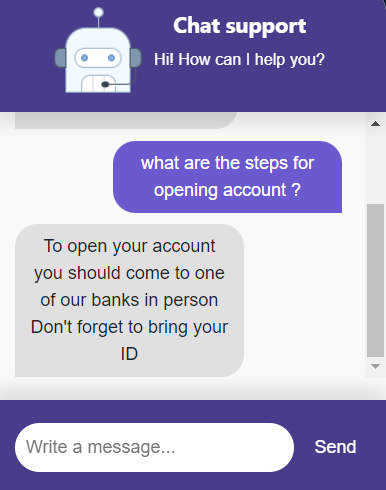 Chat support
Hi! How can I help you?
what are the steps for
opening account ?
To open your account
you should come to one
of our banks in person
Don't forget to bring your
ID
Write a message...
Send